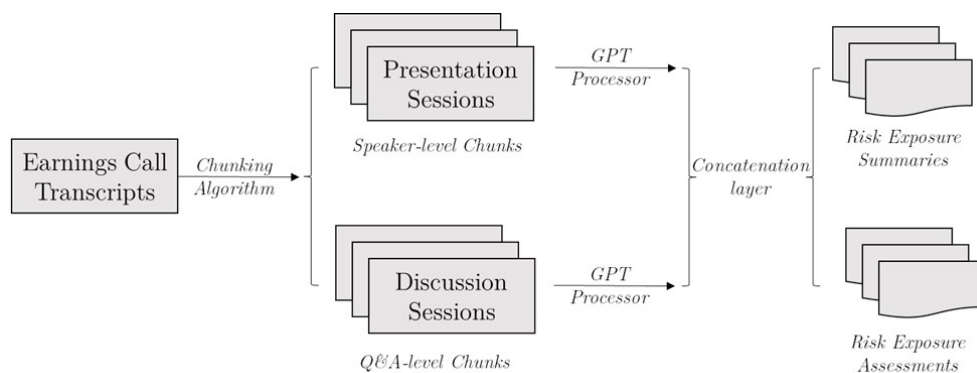 Earnings Call
Transcripts
Chunking
Algorithm
Presentation
Sessions
Speaker-level Chunks
GPT
Processor
Discussion
Sessions
Q&A-level Chunks
GPT
Processor
Concatenation
layer
Risk Exposure
Summaries
Risk Exposure
Assessments